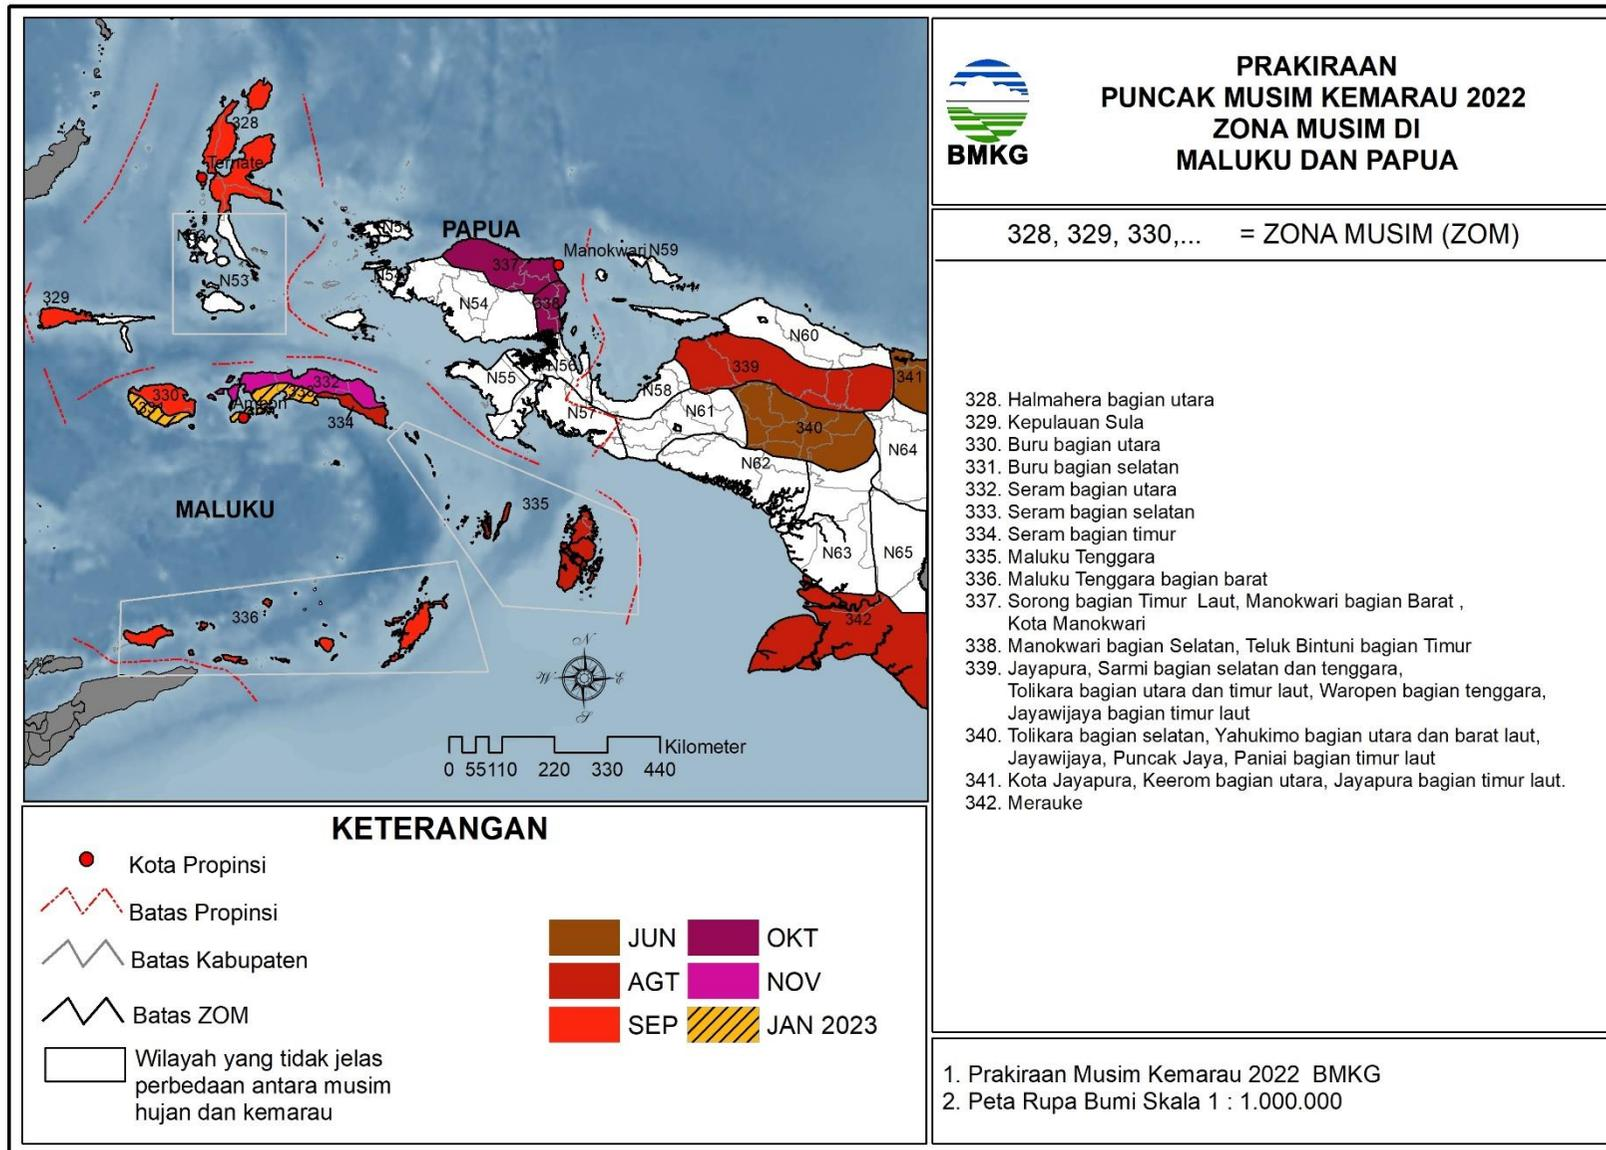 328
Ternate
N53
N53
329
330
331
332
333
Ambon
334
335
336
MALUKU
PAPUA
N54
N54
N54
337
338
Manokwari
N59
N55
N56
N57
N58
N60
339
341
N61
340
N64
N62
N63
N65
342
N
W
E
S
Kilometer
0 55110 220 330 440
BMKG
PRAKIRAAN
PUNCAK MUSIM KEMARAU 2022
ZONA MUSIM DI
MALUKU DAN PAPUA
328, 329, 330,... = ZONA MUSIM (ZOM)
328. Halmahera bagian utara
329. Kepulauan Sula
330. Buru bagian utara
331. Buru bagian selatan
332. Seram bagian utara
333. Seram bagian selatan
334. Seram bagian timur
335. Maluku Tenggara
336. Maluku Tenggara bagian barat
337. Sorong bagian Timur Laut, Manokwari bagian Barat ,
Kota Manokwari
338. Manokwari bagian Selatan, Teluk Bintuni bagian Timur
339. Jayapura, Sarmi bagian selatan dan tenggara,
Tolikara bagian utara dan timur laut, Waropen bagian tenggara,
Jayawijaya bagian timur laut
340. Tolikara bagian selatan, Yahukimo bagian utara dan barat laut,
Jayawijaya, Puncak Jaya, Paniai bagian timur laut
341. Kota Jayapura, Keerom bagian utara, Jayapura bagian timur laut.
342. Merauke
KETERANGAN
Kota Propinsi
Batas Propinsi
Batas Kabupaten
Batas ZOM
Wilayah yang tidak jelas
perbedaan antara musim
hujan dan kemarau
JUN
AGT
SEP
OKT
NOV
JAN 2023
1. Prakiraan Musim Kemarau 2022 BMKG
2. Peta Rupa Bumi Skala 1 : 1.000.000